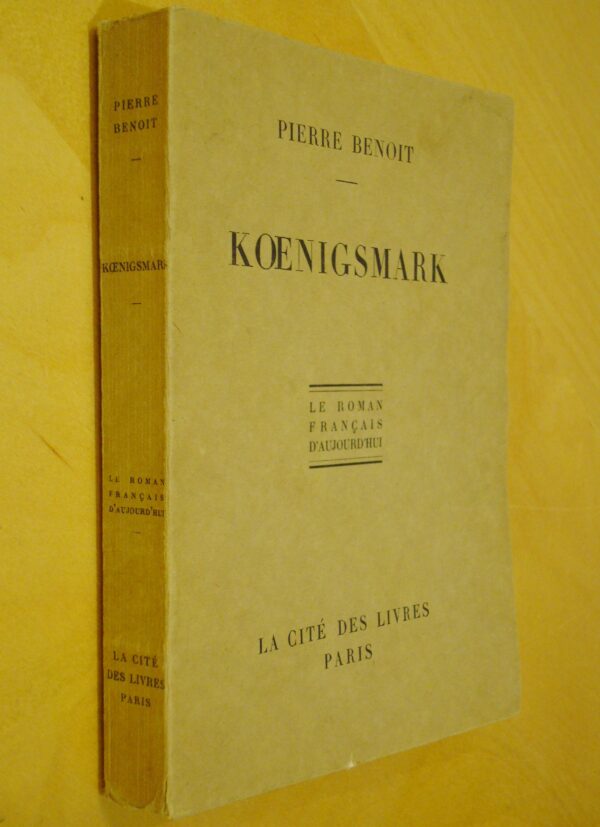 PIERRE
BENOIT
KŒNIGSMARK
LE ROMAN
FRANÇAIS
D'AUJOURD'HUI
LA CITÉ
DES LIVRES
PARIS
PIERRE BENOIT
KŒNIGSMARK
LE ROMAN
FRANÇAIS
D'AUJOURD'HUI
LA CITÉ DES LIVRES
PARIS